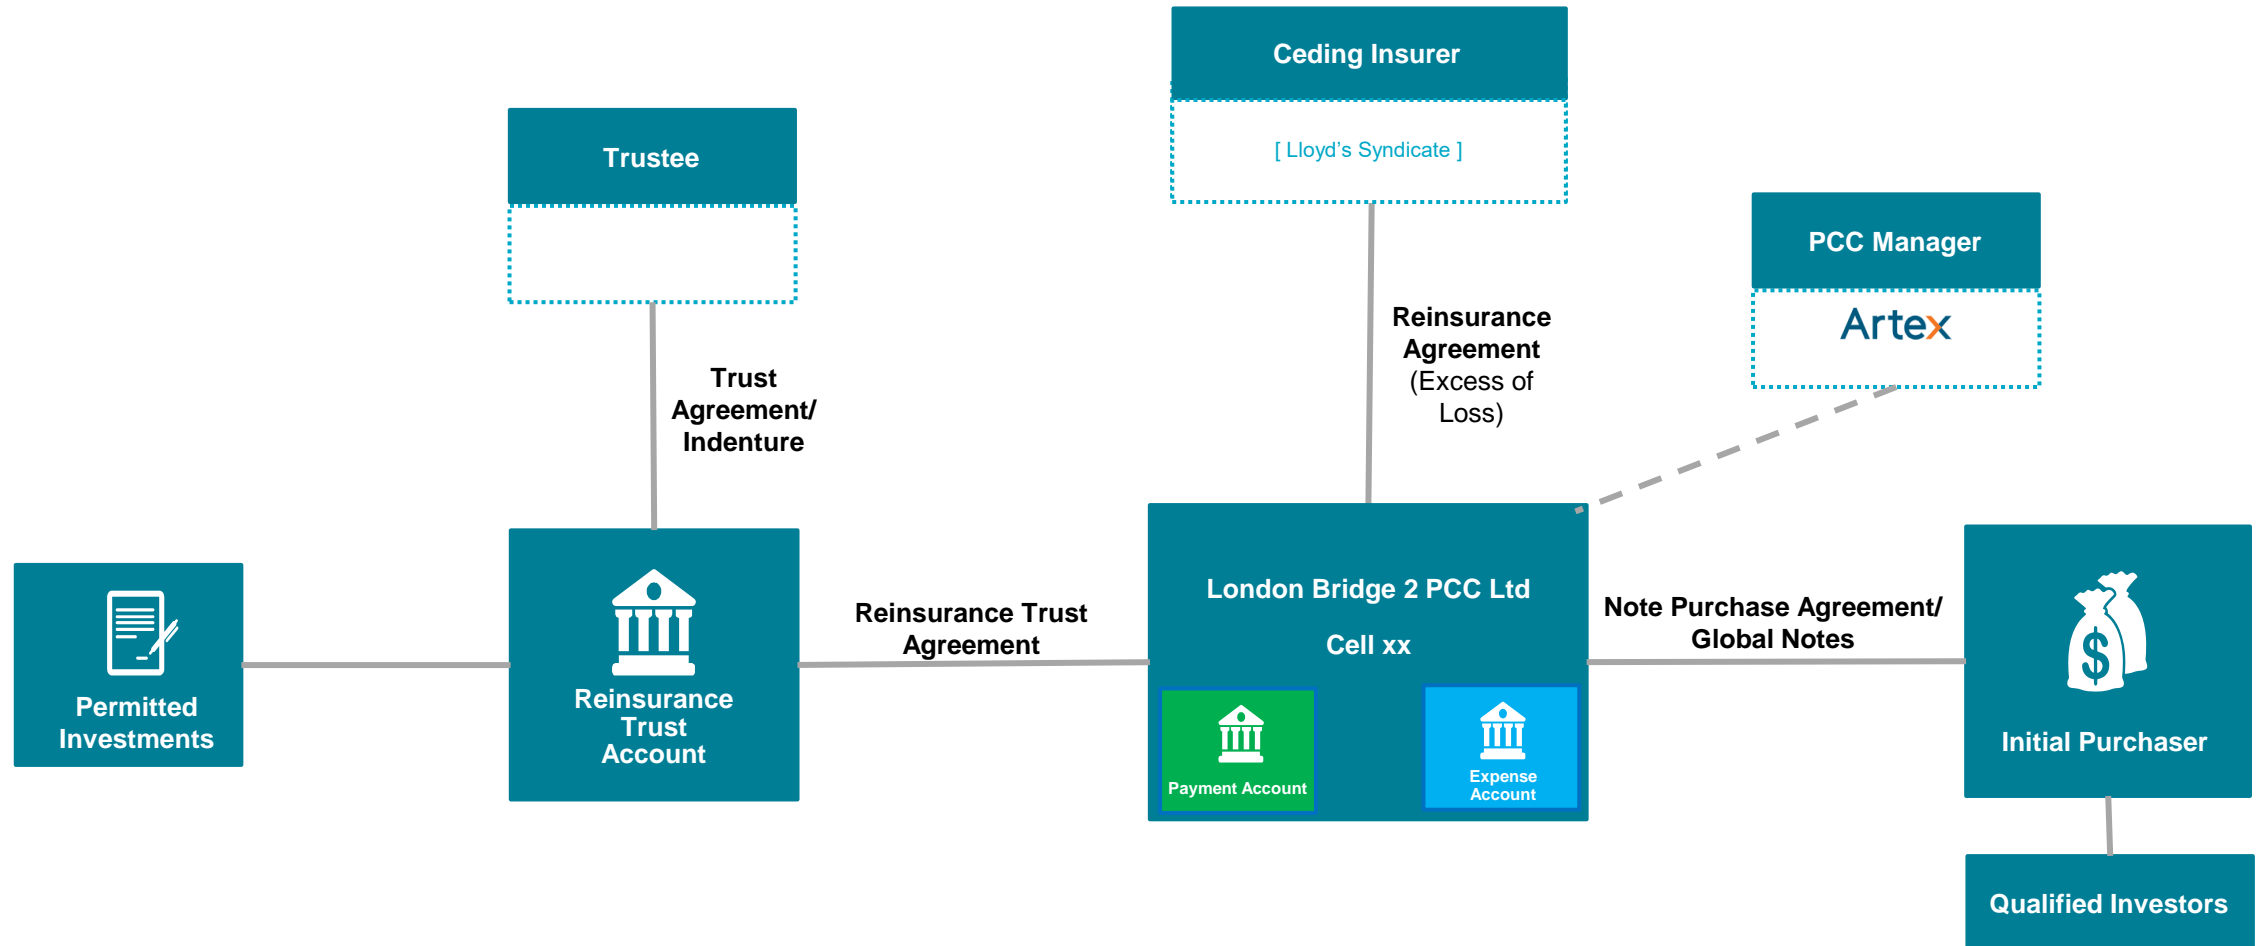 Ceding Insurer
[ Lloyd's Syndicate ]
Trustee
PCC Manager
Artex
Reinsurance
Agreement
(Excess of
Loss)
Trust
Agreement/
Indenture
Permitted
Investments
Reinsurance
Trust
Account
Reinsurance Trust
Agreement
London Bridge 2 PCC Ltd
Cell xx
Payment Account
Expense
Account
Note Purchase Agreement/
Global Notes
$
Initial Purchaser
Qualified Investors